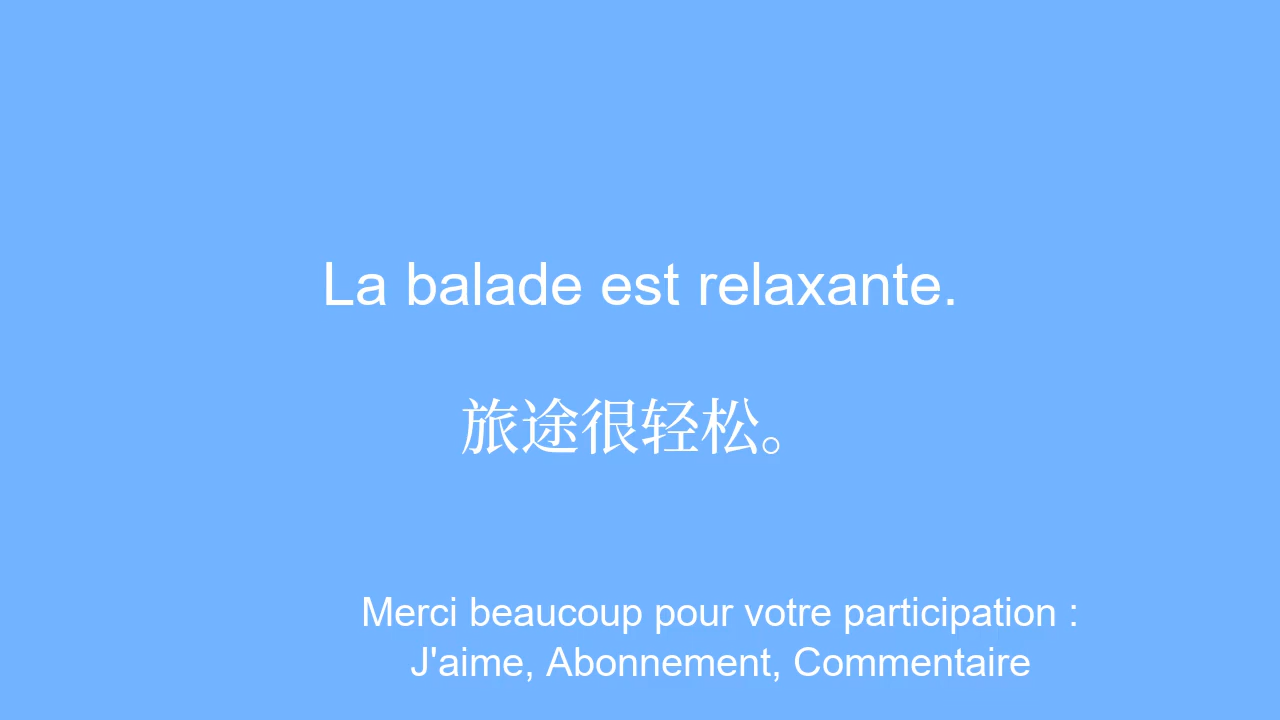 La balade est relaxante.
旅途很轻松。
Merci beaucoup pour votre participation :
J'aime, Abonnement, Commentaire